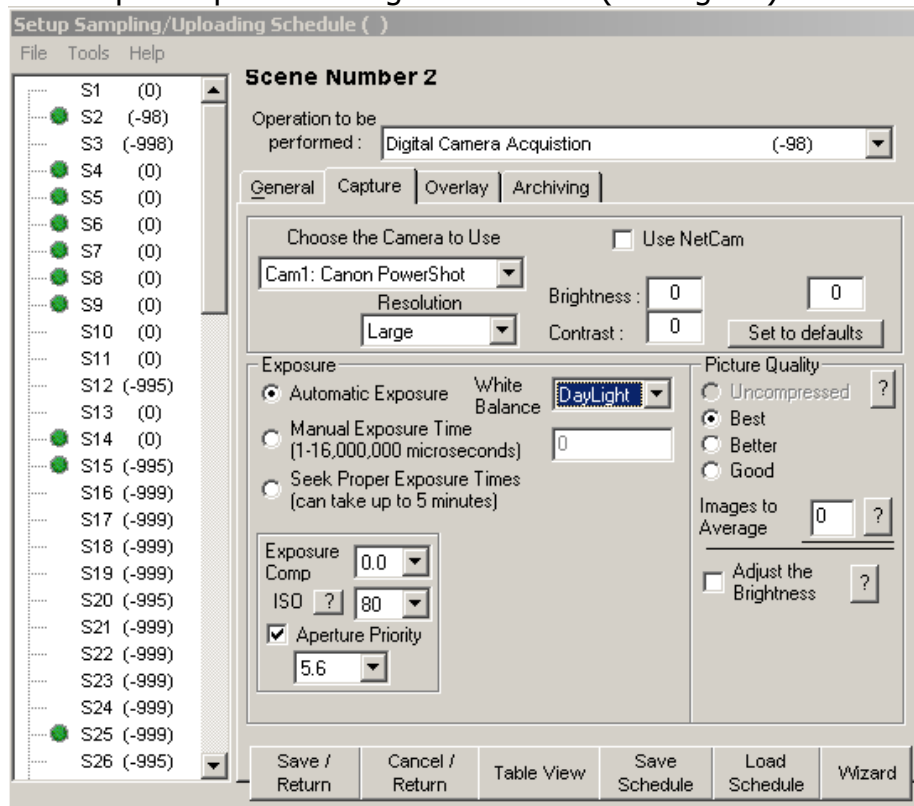 Setup Sampling/Uploading Schedule ( )
File Tools Help
S1 (0)
S2 (-98)
S3 (-998)
S4 (0)
S5 (0)
S6 (0)
S7 (0)
S8 (0)
S9 (0)
S10 (0)
S11 (0)
S12 (-995)
S13 (0)
S14 (0)
S15 (-995)
S16 (-999)
S17 (-999)
S18 (-999)
S19 (-999)
S20 (-995)
S21 (-999)
S22 (-999)
S23 (-999)
S24 (-999)
S25 (-999)
S26 (-995)
Scene Number 2
Operation to be
performed : Digital Camera Acquistion (-98)
General Capture Overlay Archiving
Choose the Camera to Use
Use NetCam
Cam1: Canon PowerShot
Resolution
Large
Brightness : 0
0
Contrast : 0
Set to defaults
Exposure
Automatic Exposure
White
Balance
DayLight
Manual Exposure Time
(1-16,000,000 microseconds)
0
Seek Proper Exposure Times
(can take up to 5 minutes)
Exposure
Comp
0.0
ISO ? 80
Aperture Priority
5.6
Picture Quality
Uncompressed ?
Best
Better
Good
Images to
Average
0 ?
Adjust the
Brightness
?
Save /
Return
Cancel /
Return
Table View
Save
Schedule
Load
Schedule
Wizard